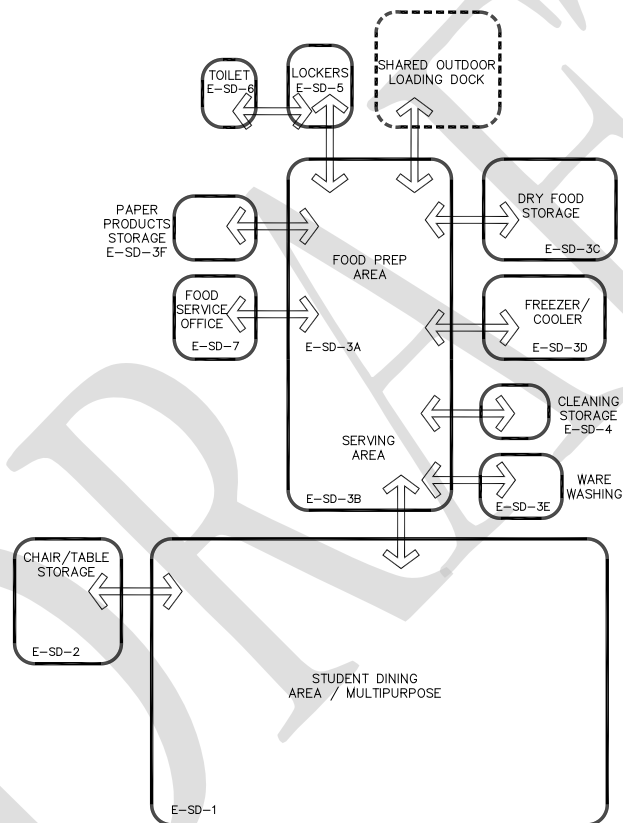 SHARED OUTDOOR
LOADING DOCK
TOILET
E-SD-6
LOCKERS
E-SD-5
PAPER
PRODUCTS
STORAGE
E-SD-3F
DRY FOOD
STORAGE
E-SD-3C
FOOD PREP
AREA
E-SD-3A
FOOD
SERVICE
OFFICE
E-SD-7
FREEZER/
COOLER
E-SD-3D
CLEANING
STORAGE
E-SD-4
SERVING
AREA
E-SD-3B
WARE
WASHING
E-SD-3E
CHAIR/TABLE
STORAGE
E-SD-2
STUDENT DINING
AREA / MULTIPURPOSE
E-SD-1
DRAFT